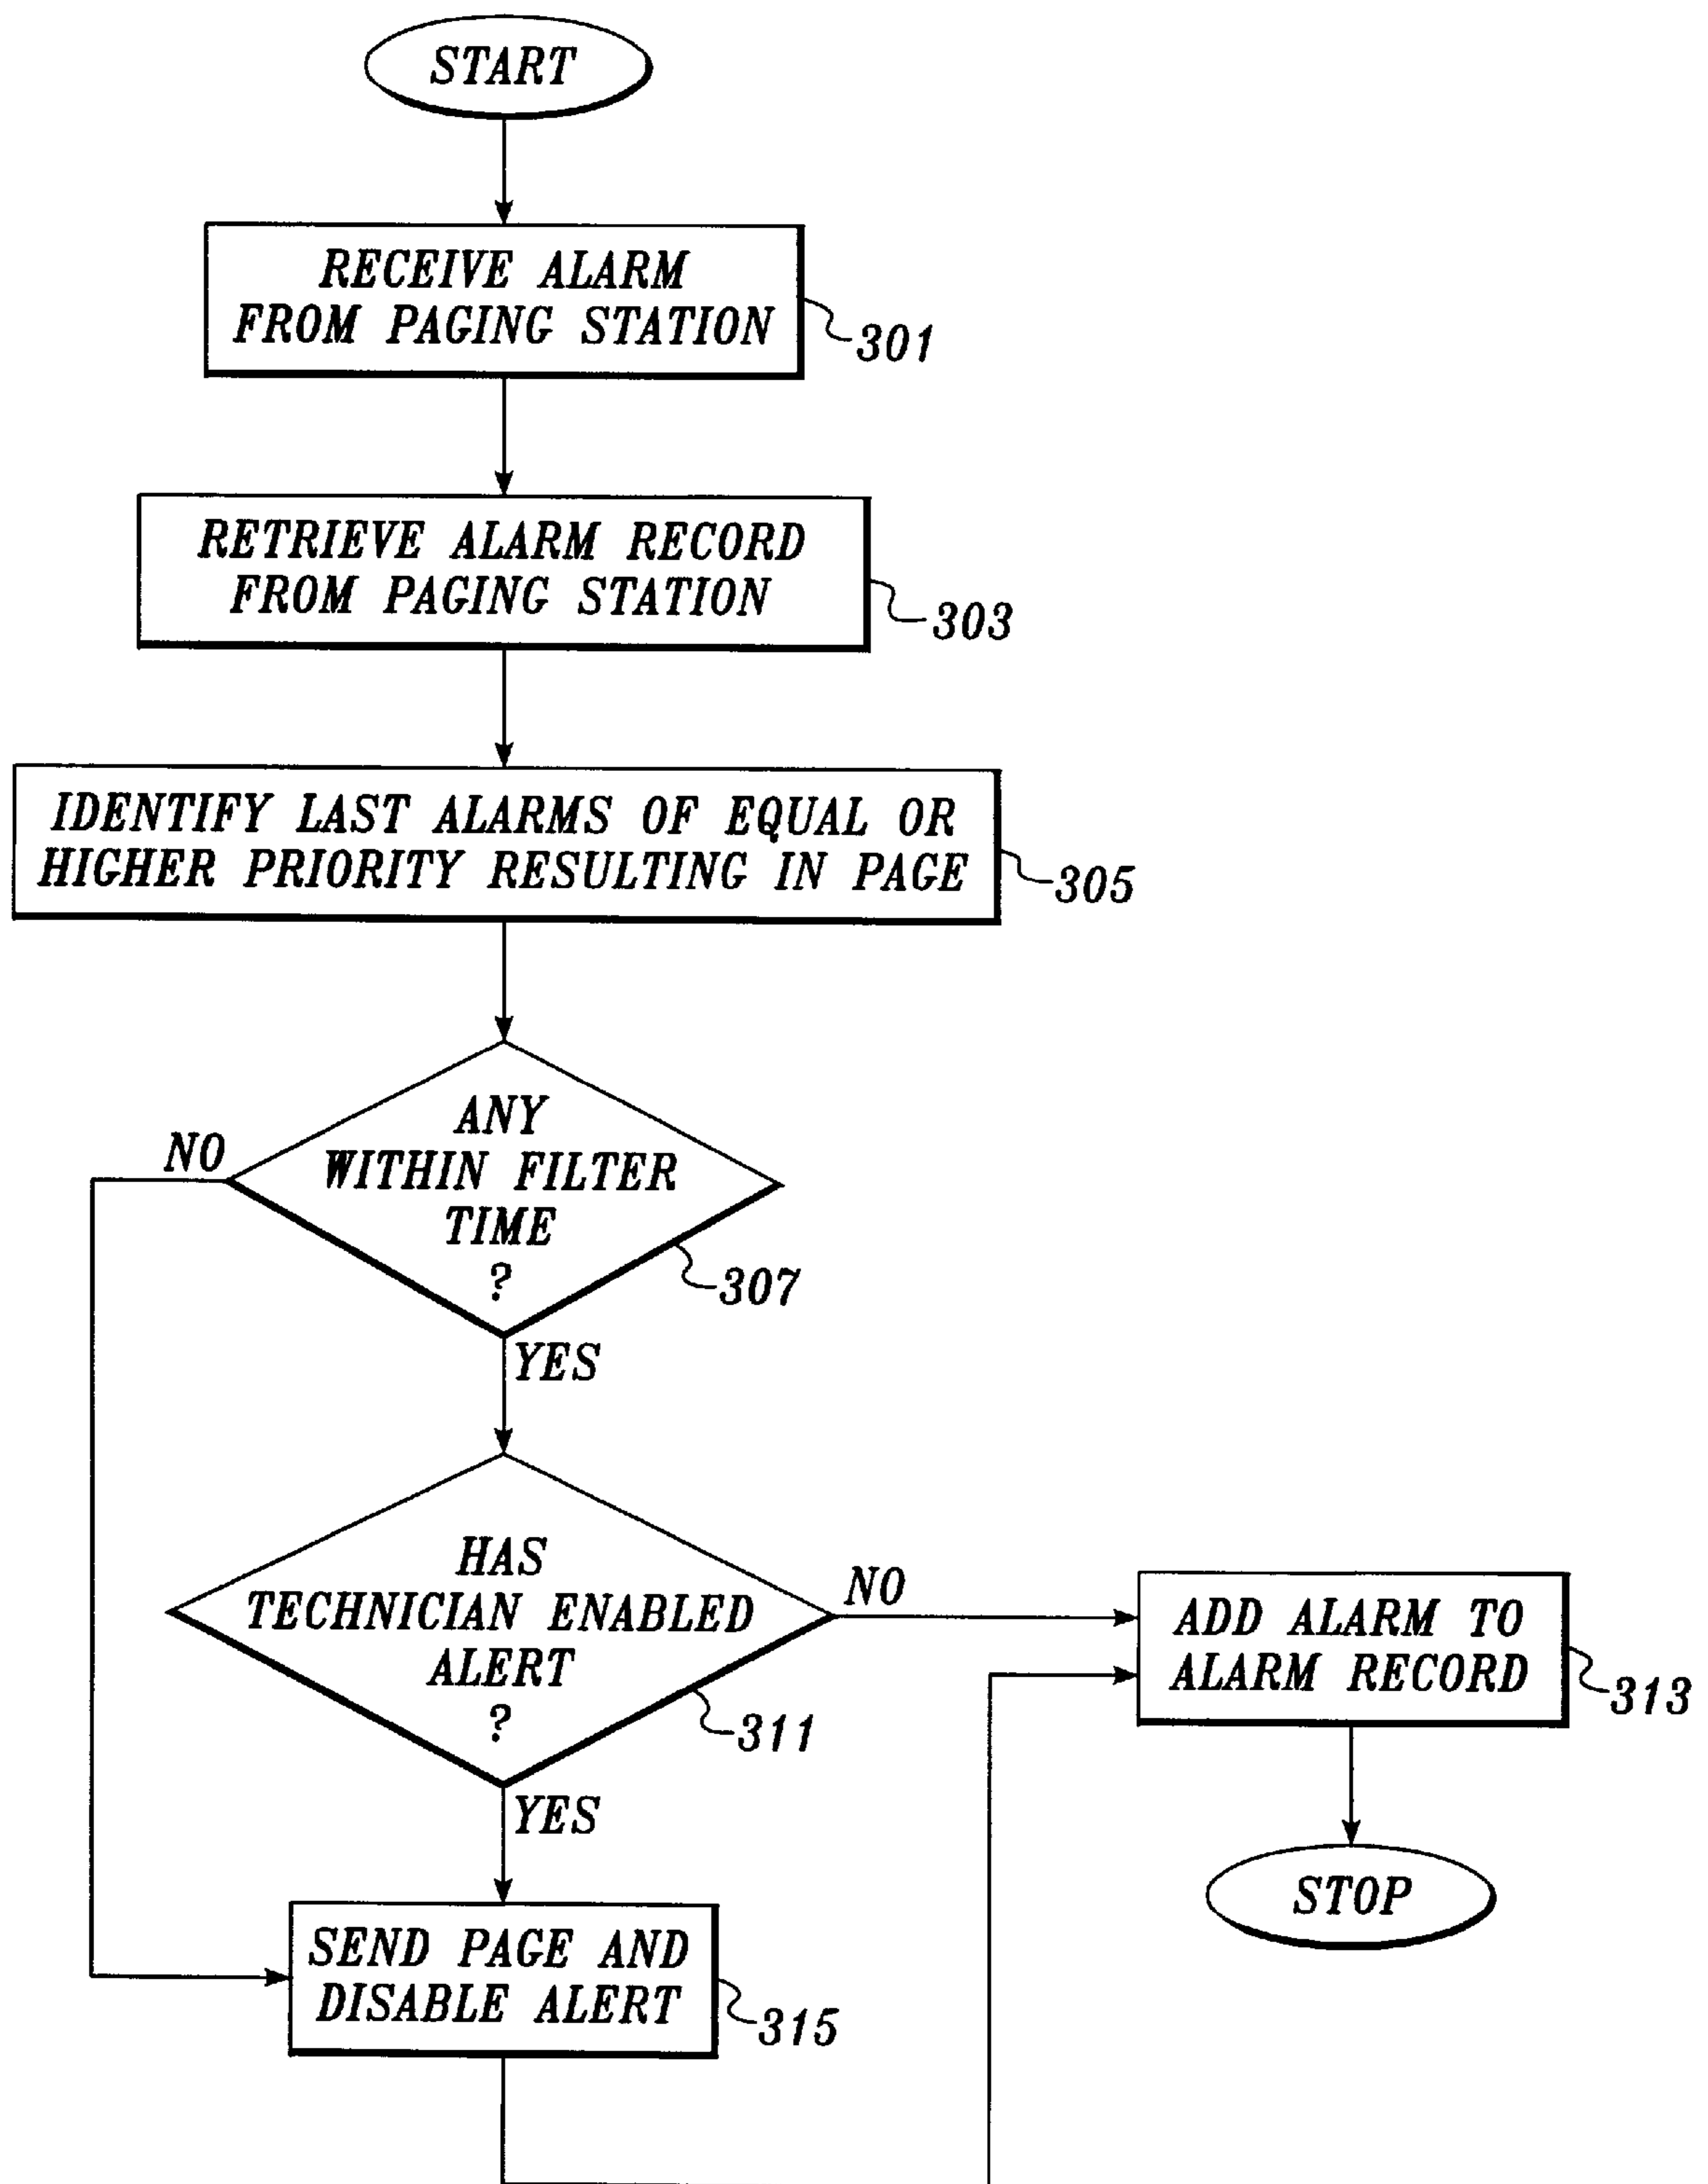 START
RECEIVE ALARM
FROM PAGING STATION
301
RETRIEVE ALARM RECORD
FROM PAGING STATION
303
IDENTIFY LAST ALARMS OF EQUAL OR
HIGHER PRIORITY RESULTING IN PAGE
305
ANY
WITHIN FILTER
TIME
?
307
NO
YES
HAS
TECHNICIAN ENABLED
ALERT
?
311
NO
YES
ADD ALARM TO
ALARM RECORD
313
STOP
SEND PAGE AND
DISABLE ALERT
315